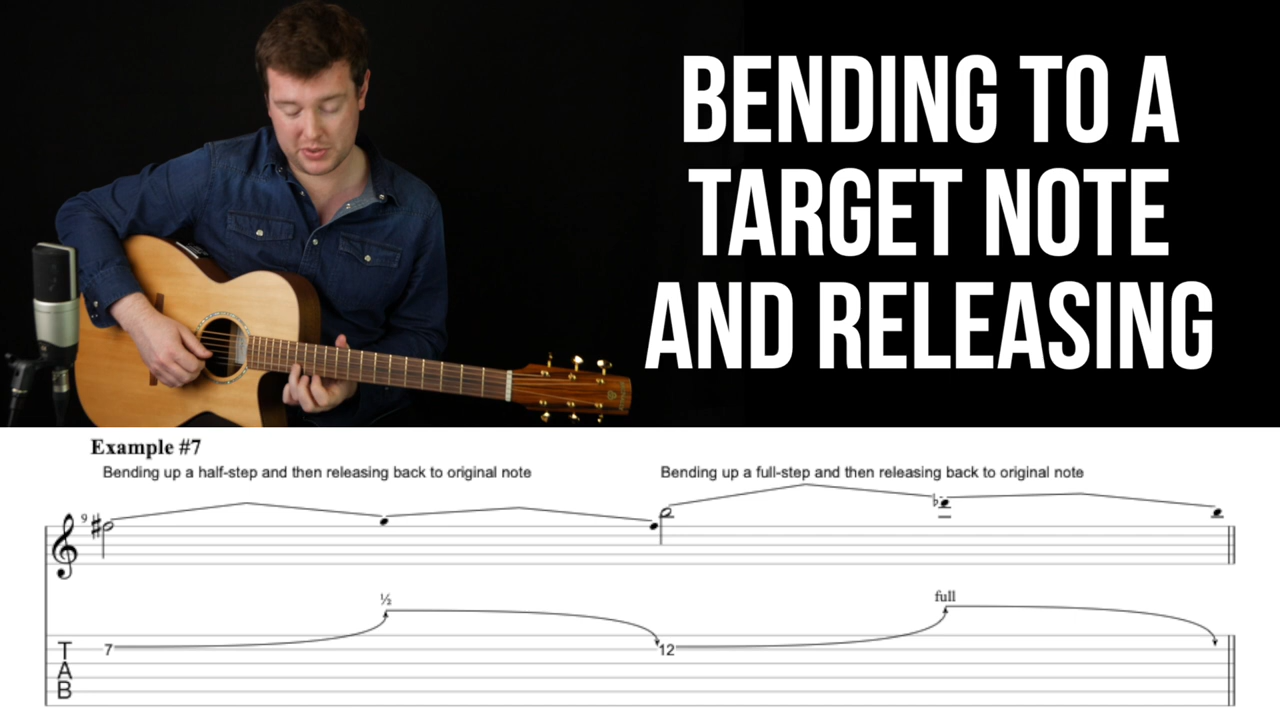 BENDING TO A
TARGET NOTE
AND RELEASING
Example #7
Bending up a half-step and then releasing back to original note
Bending up a full-step and then releasing back to original note
9
½
full
7
12
T
A
B